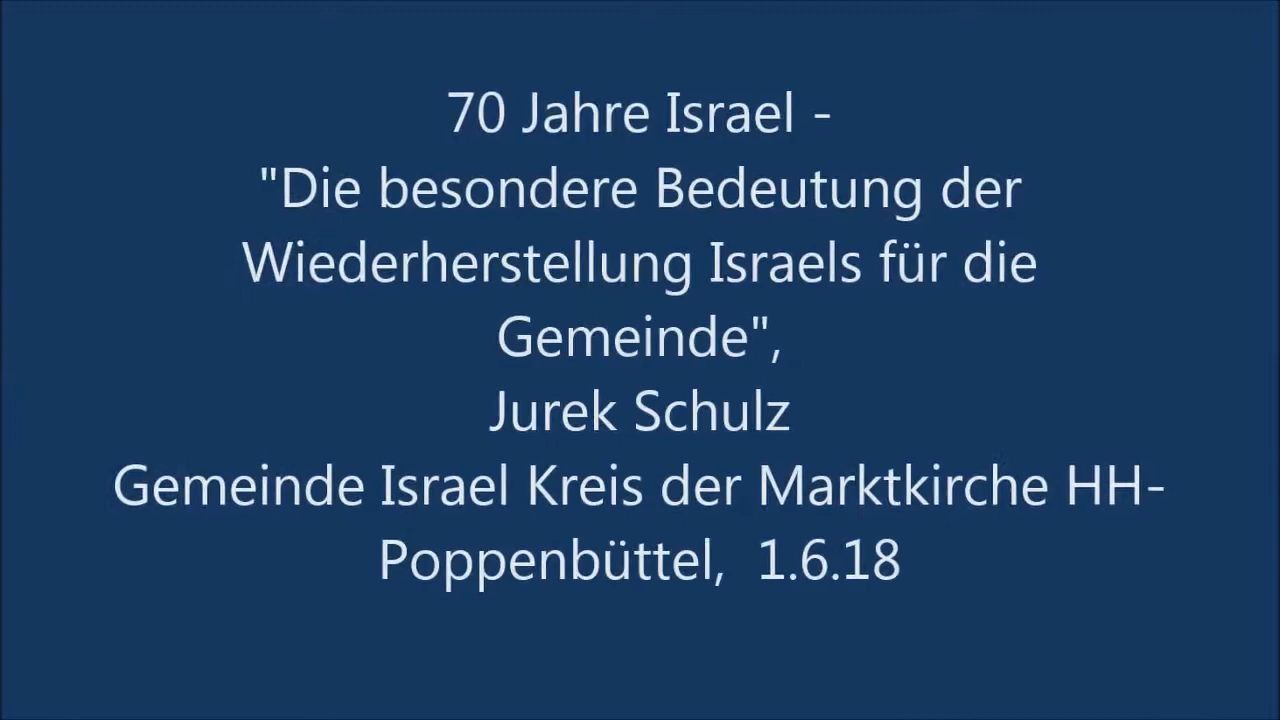 70 Jahre Israel -
"Die besondere Bedeutung der
Wiederherstellung Israels für die
Gemeinde",
Jurek Schulz
Gemeinde Israel Kreis der Marktkirche HH-
Poppenbüttel,  1.6.18